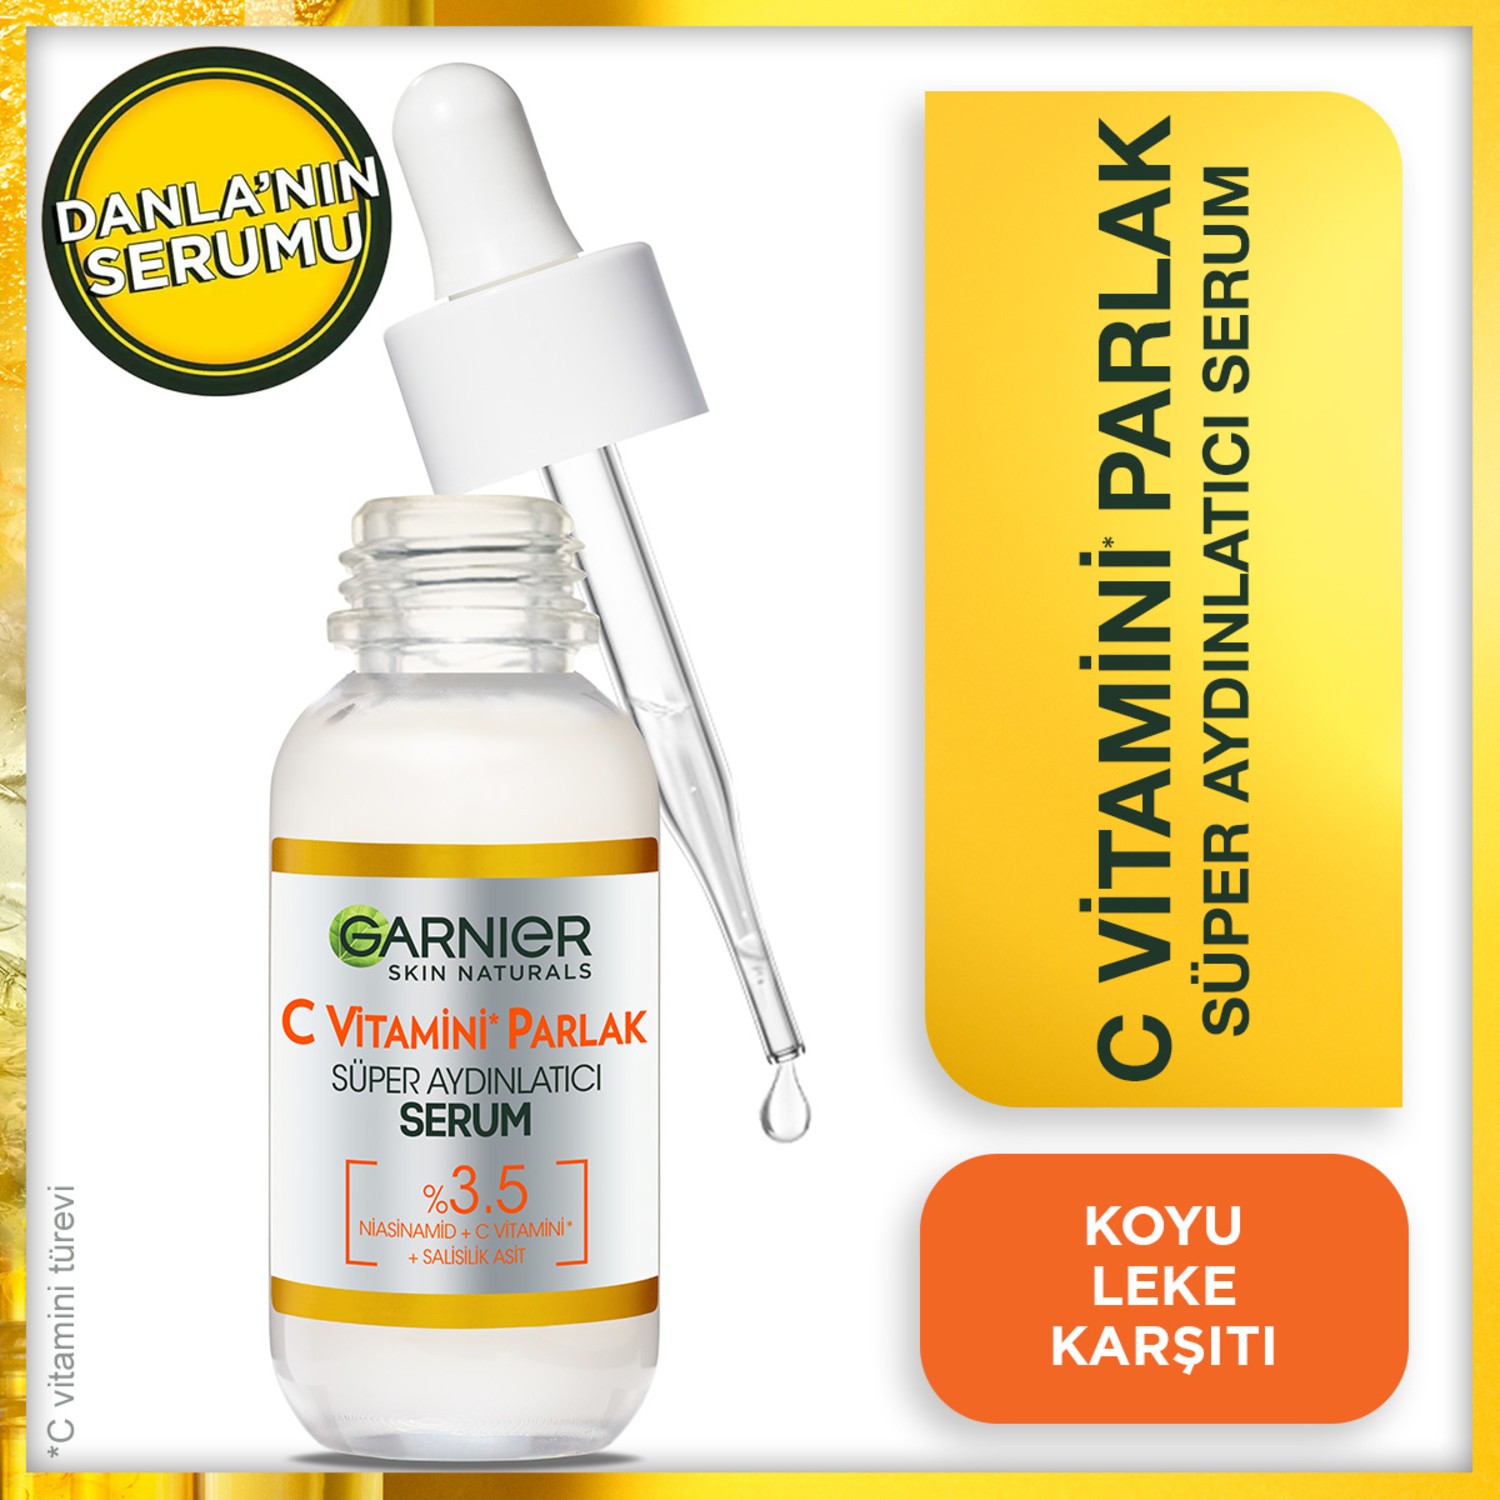 DANLA'NIN
SERUMU
GARNIER
SKIN NATURALS
C VİTAMİNİ* PARLAK
SÜPER AYDINLATICI
SERUM
%3.5
NİASİNAMİD + C VİTAMİNİ*
+ SALİSİLİK ASİT
*C vitamini türevi
C VİTAMİNİ* PARLAK
SÜPER AYDINLATICI SERUM
KOYU
LEKE
KARŞITI